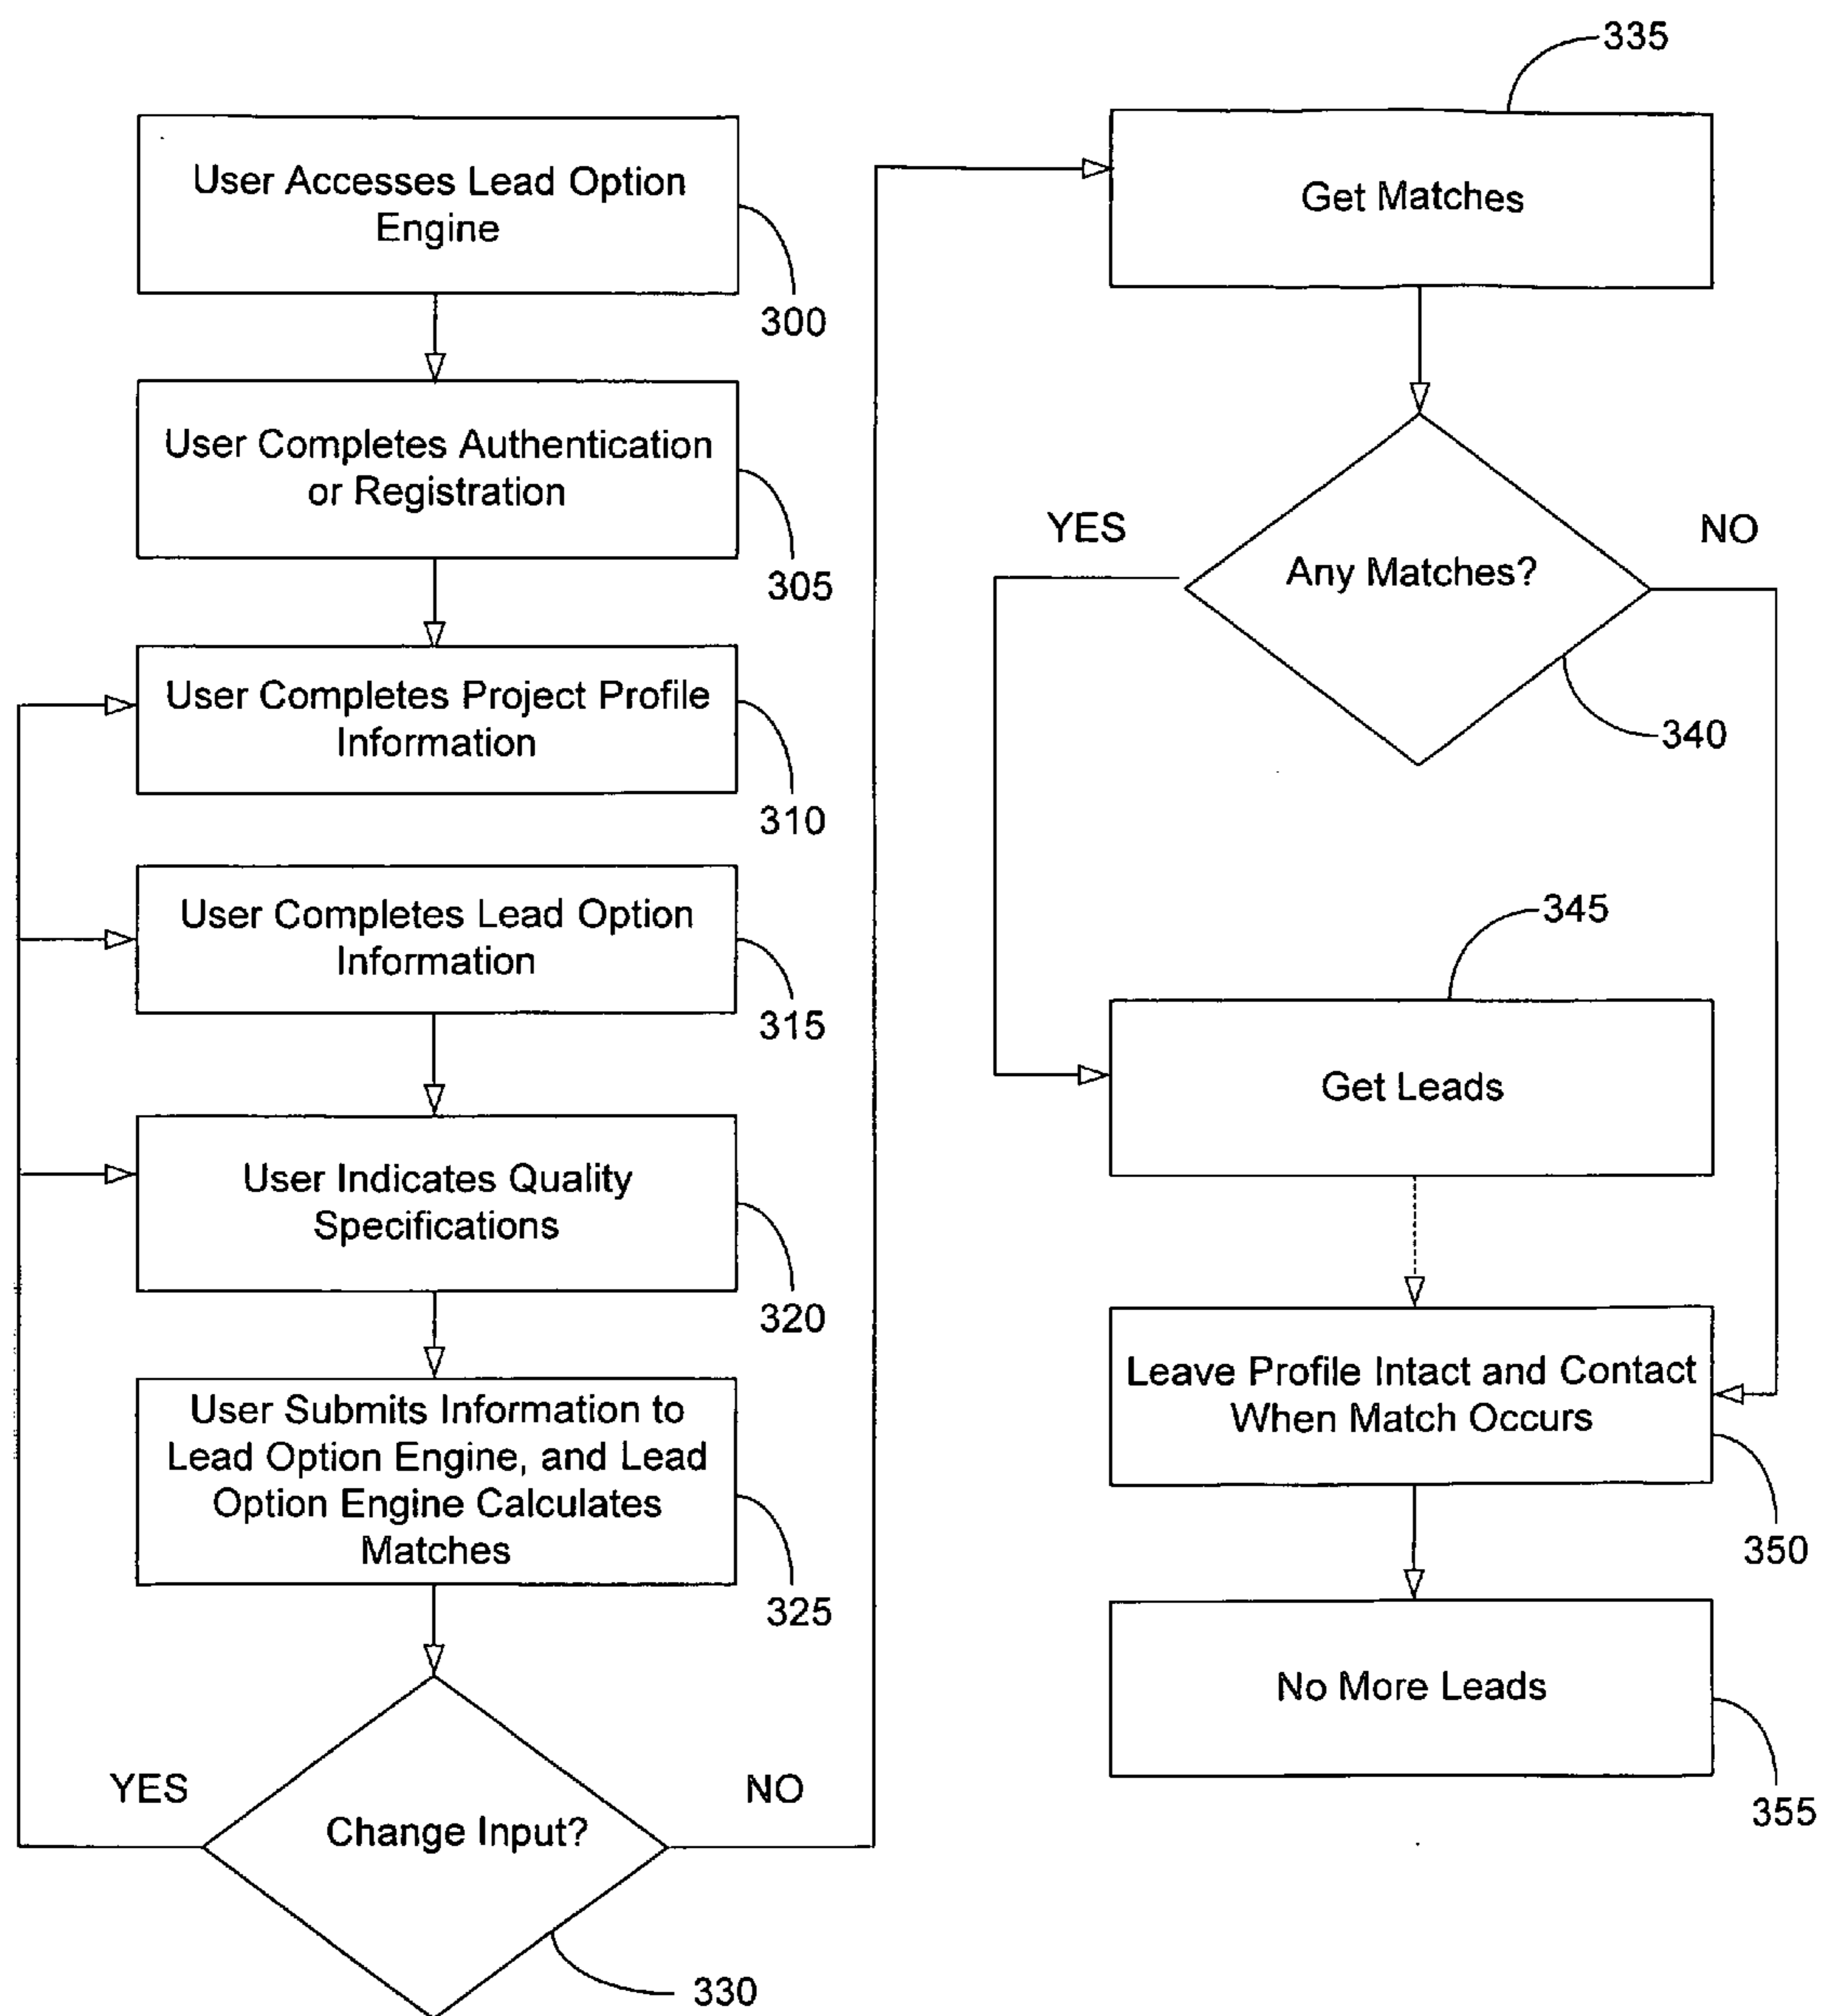 User Accesses Lead Option
Engine
300
User Completes Authentication
or Registration
305
User Completes Project Profile
Information
310
User Completes Lead Option
Information
315
User Indicates Quality
Specifications
320
User Submits Information to
Lead Option Engine, and Lead
Option Engine Calculates
Matches
325
YES
NO
Change Input?
330
335
Get Matches
YES
NO
Any Matches?
340
345
Get Leads
Leave Profile Intact and Contact
When Match Occurs
350
No More Leads
355